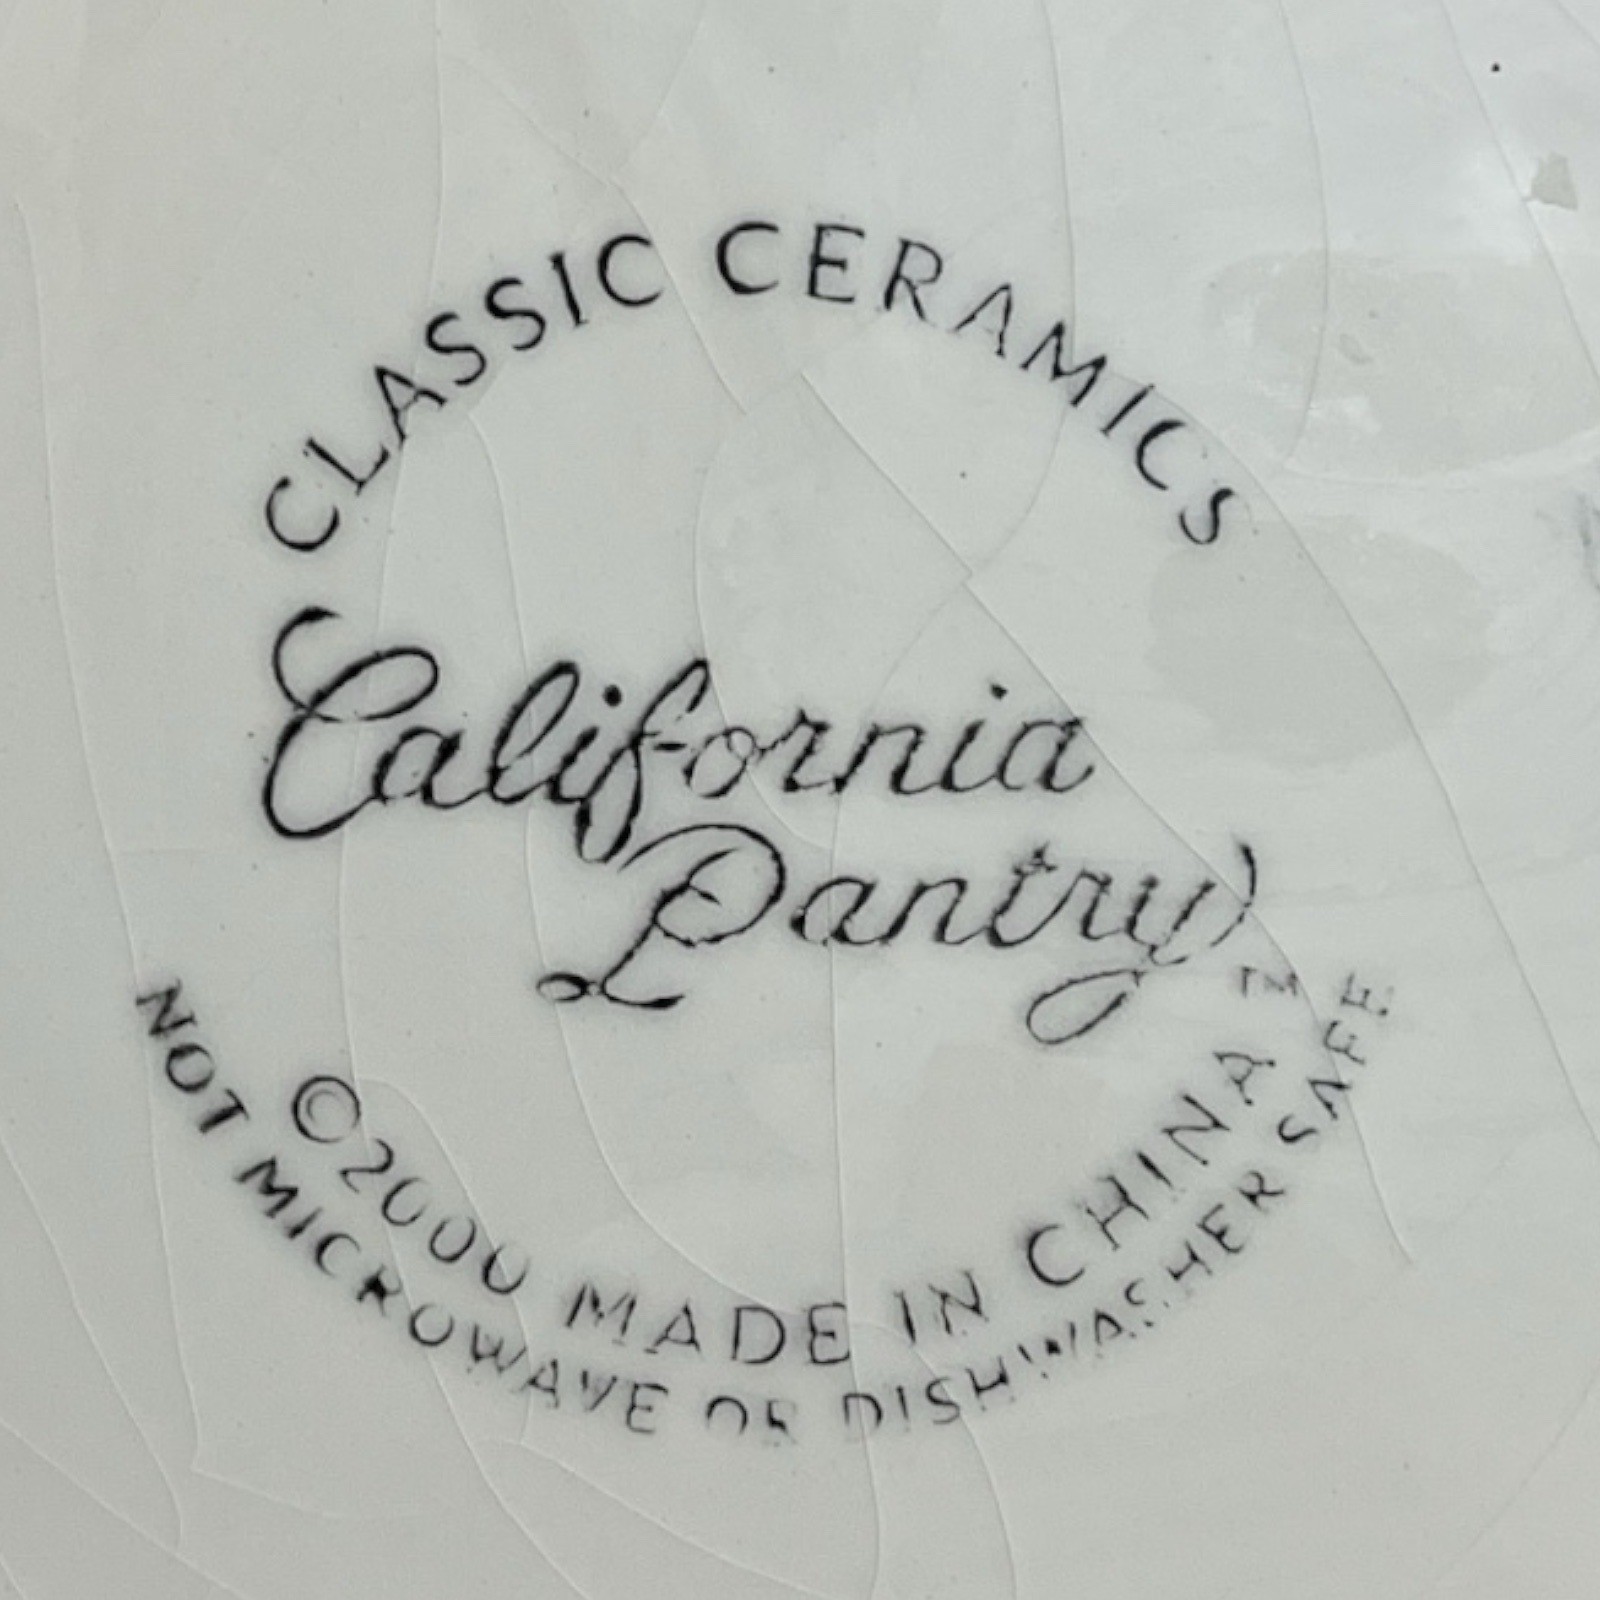 CLASSIC CERAMICS
California
Pantry
TM
©2000 MADE IN CHINA
NOT MICROWAVE OR DISHWASHER SAFE